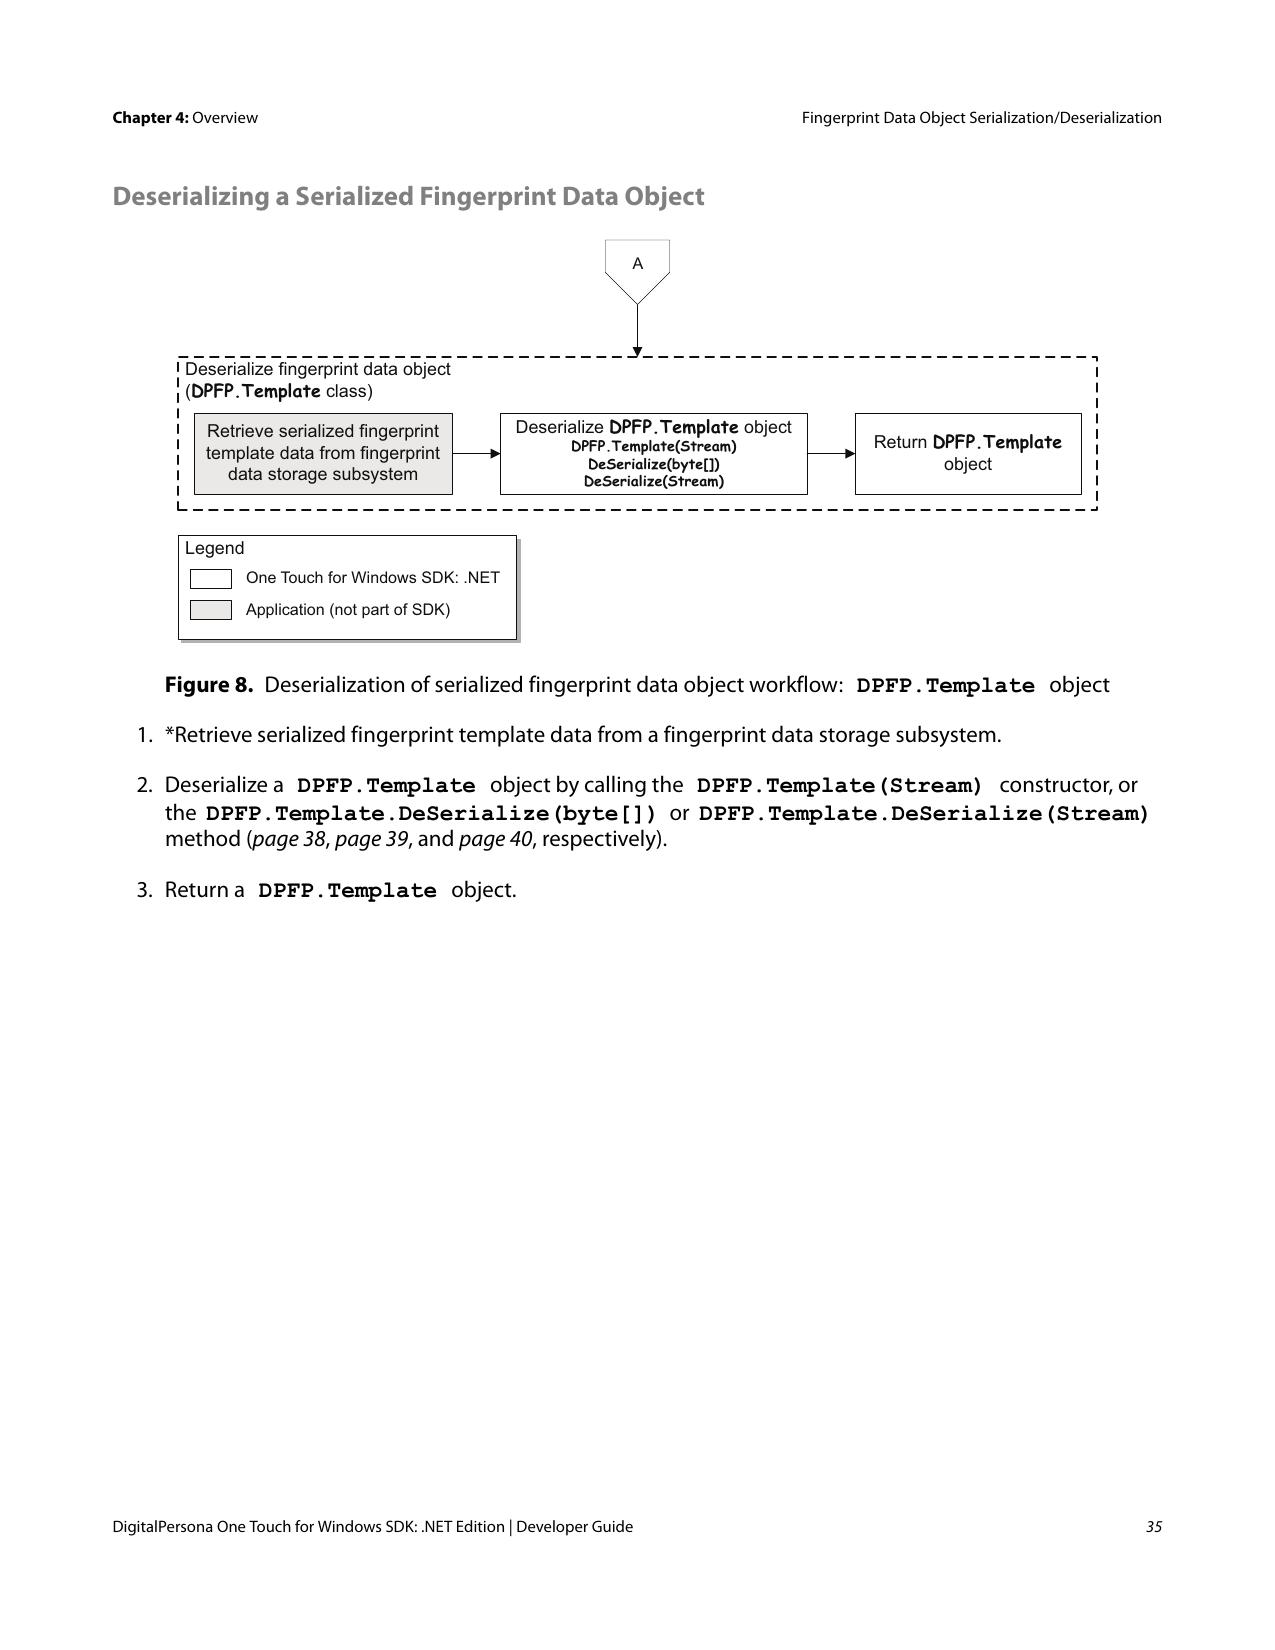 Chapter 4: Overview
Fingerprint Data Object Serialization/Deserialization
Deserializing a Serialized Fingerprint Data Object
A
Deserialize fingerprint data object
(DPFP.Template class)
Retrieve serialized fingerprint
template data from fingerprint
data storage subsystem
Deserialize DPFP.Template object
DPFP.Template(Stream)
DeSerialize(byte[])
DeSerialize(Stream)
Return DPFP.Template
object
Legend
One Touch for Windows SDK: .NET
Application (not part of SDK)
Figure 8. Deserialization of serialized fingerprint data object workflow: DPFP.Template object
1. *Retrieve serialized fingerprint template data from a fingerprint data storage subsystem.
2. Deserialize a DPFP.Template object by calling the DPFP.Template(Stream) constructor, or
the DPFP.Template.DeSerialize(byte[]) or DPFP.Template.DeSerialize(Stream)
method (page 38, page 39, and page 40, respectively).
3. Return a DPFP.Template object.
DigitalPersona One Touch for Windows SDK: .NET Edition | Developer Guide
35